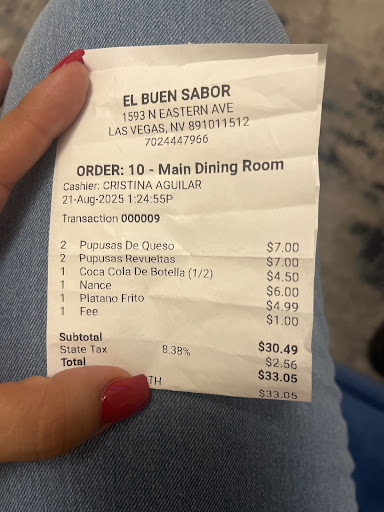 EL BUEN SABOR
1593 N EASTERN AVE
LAS VEGAS, NV 891011512
7024447966
ORDER: 10 - Main Dining Room
Cashier: CRISTINA AGUILAR
21-Aug-2025 1:24:55P
Transaction 000009
2 Pupusas De Queso $7.00
2 Pupusas Revueltas $7.00
1 Coca Cola De Botella (1/2) $4.50
1 Nance $6.00
1 Platano Frito $4.99
1 Fee $1.00
Subtotal $30.49
State Tax 8.38% $2.56
Total $33.05
TH $33.05